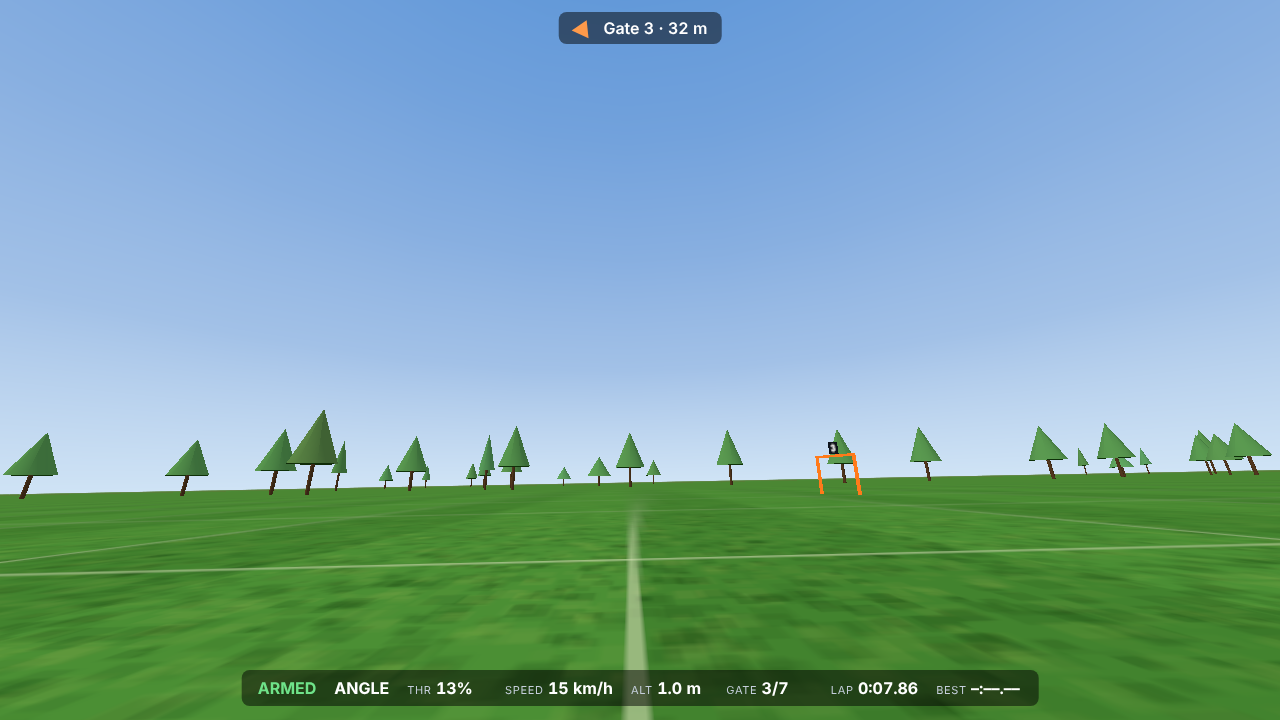 Gate 3 · 32 m
3
ARMED ANGLE THR 13% SPEED 15 km/h ALT 1.0 m GATE 3/7 LAP 0:07.86 BEST –:––.––